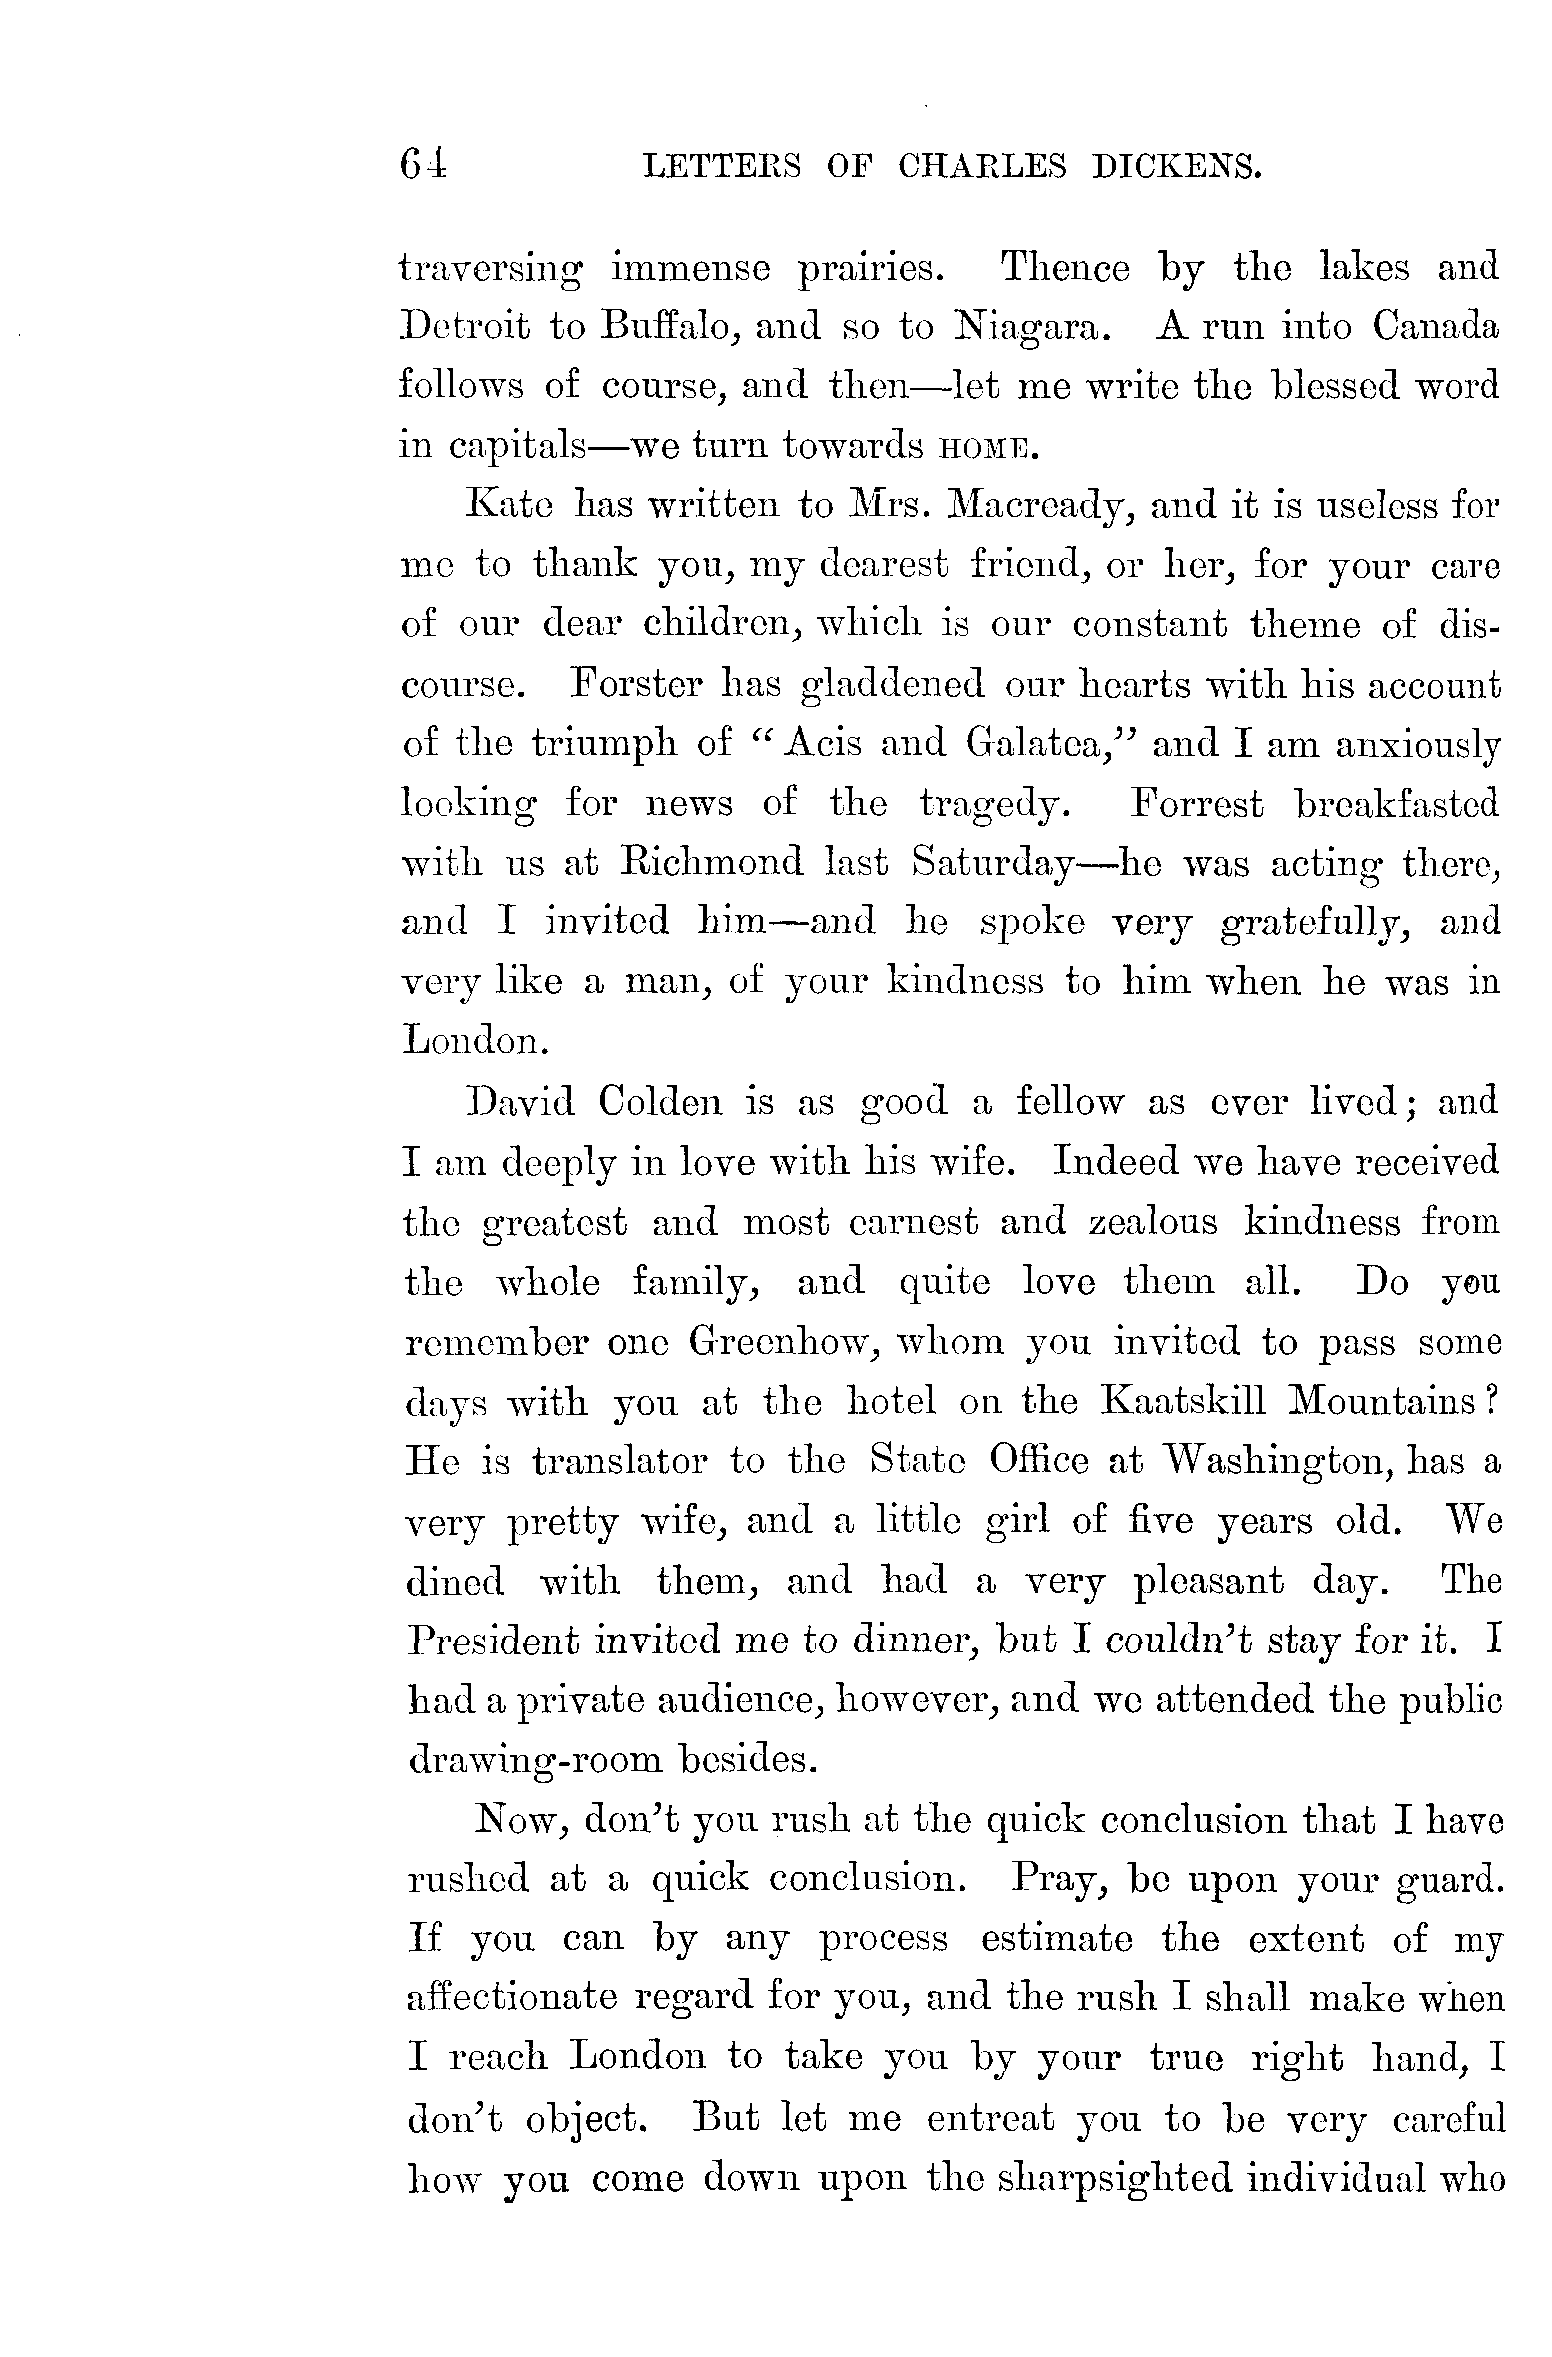 64 LETTERS OF CHARLES DICKENS.
traversing immense prairies. Thence by the lakes and
Detroit to Buffalo, and so to Niagara. A run into Canada
follows of course, and then—let me write the blessed word
in capitals—we turn towards HOME.
Kate has written to Mrs. Macready, and it is useless for
me to thank you, my dearest friend, or her, for your care
of our dear children, which is our constant theme of dis-
course. Forster has gladdened our hearts with his account
of the triumph of “Acis and Galatea,” and I am anxiously
looking for news of the tragedy. Forrest breakfasted
with us at Richmond last Saturday—he was acting there,
and I invited him—and he spoke very gratefully, and
very like a man, of your kindness to him when he was in
London.
David Colden is as good a fellow as ever lived; and
I am deeply in love with his wife. Indeed we have received
the greatest and most earnest and zealous kindness from
the whole family, and quite love them all. Do you
remember one Greenhow, whom you invited to pass some
days with you at the hotel on the Kaatskill Mountains?
He is translator to the State Office at Washington, has a
very pretty wife, and a little girl of five years old. We
dined with them, and had a very pleasant day. The
President invited me to dinner, but I couldn’t stay for it. I
had a private audience, however, and we attended the public
drawing-room besides.
Now, don’t you rush at the quick conclusion that I have
rushed at a quick conclusion. Pray, be upon your guard.
If you can by any process estimate the extent of my
affectionate regard for you, and the rush I shall make when
I reach London to take you by your true right hand, I
don’t object. But let me entreat you to be very careful
how you come down upon the sharpsighted individual who